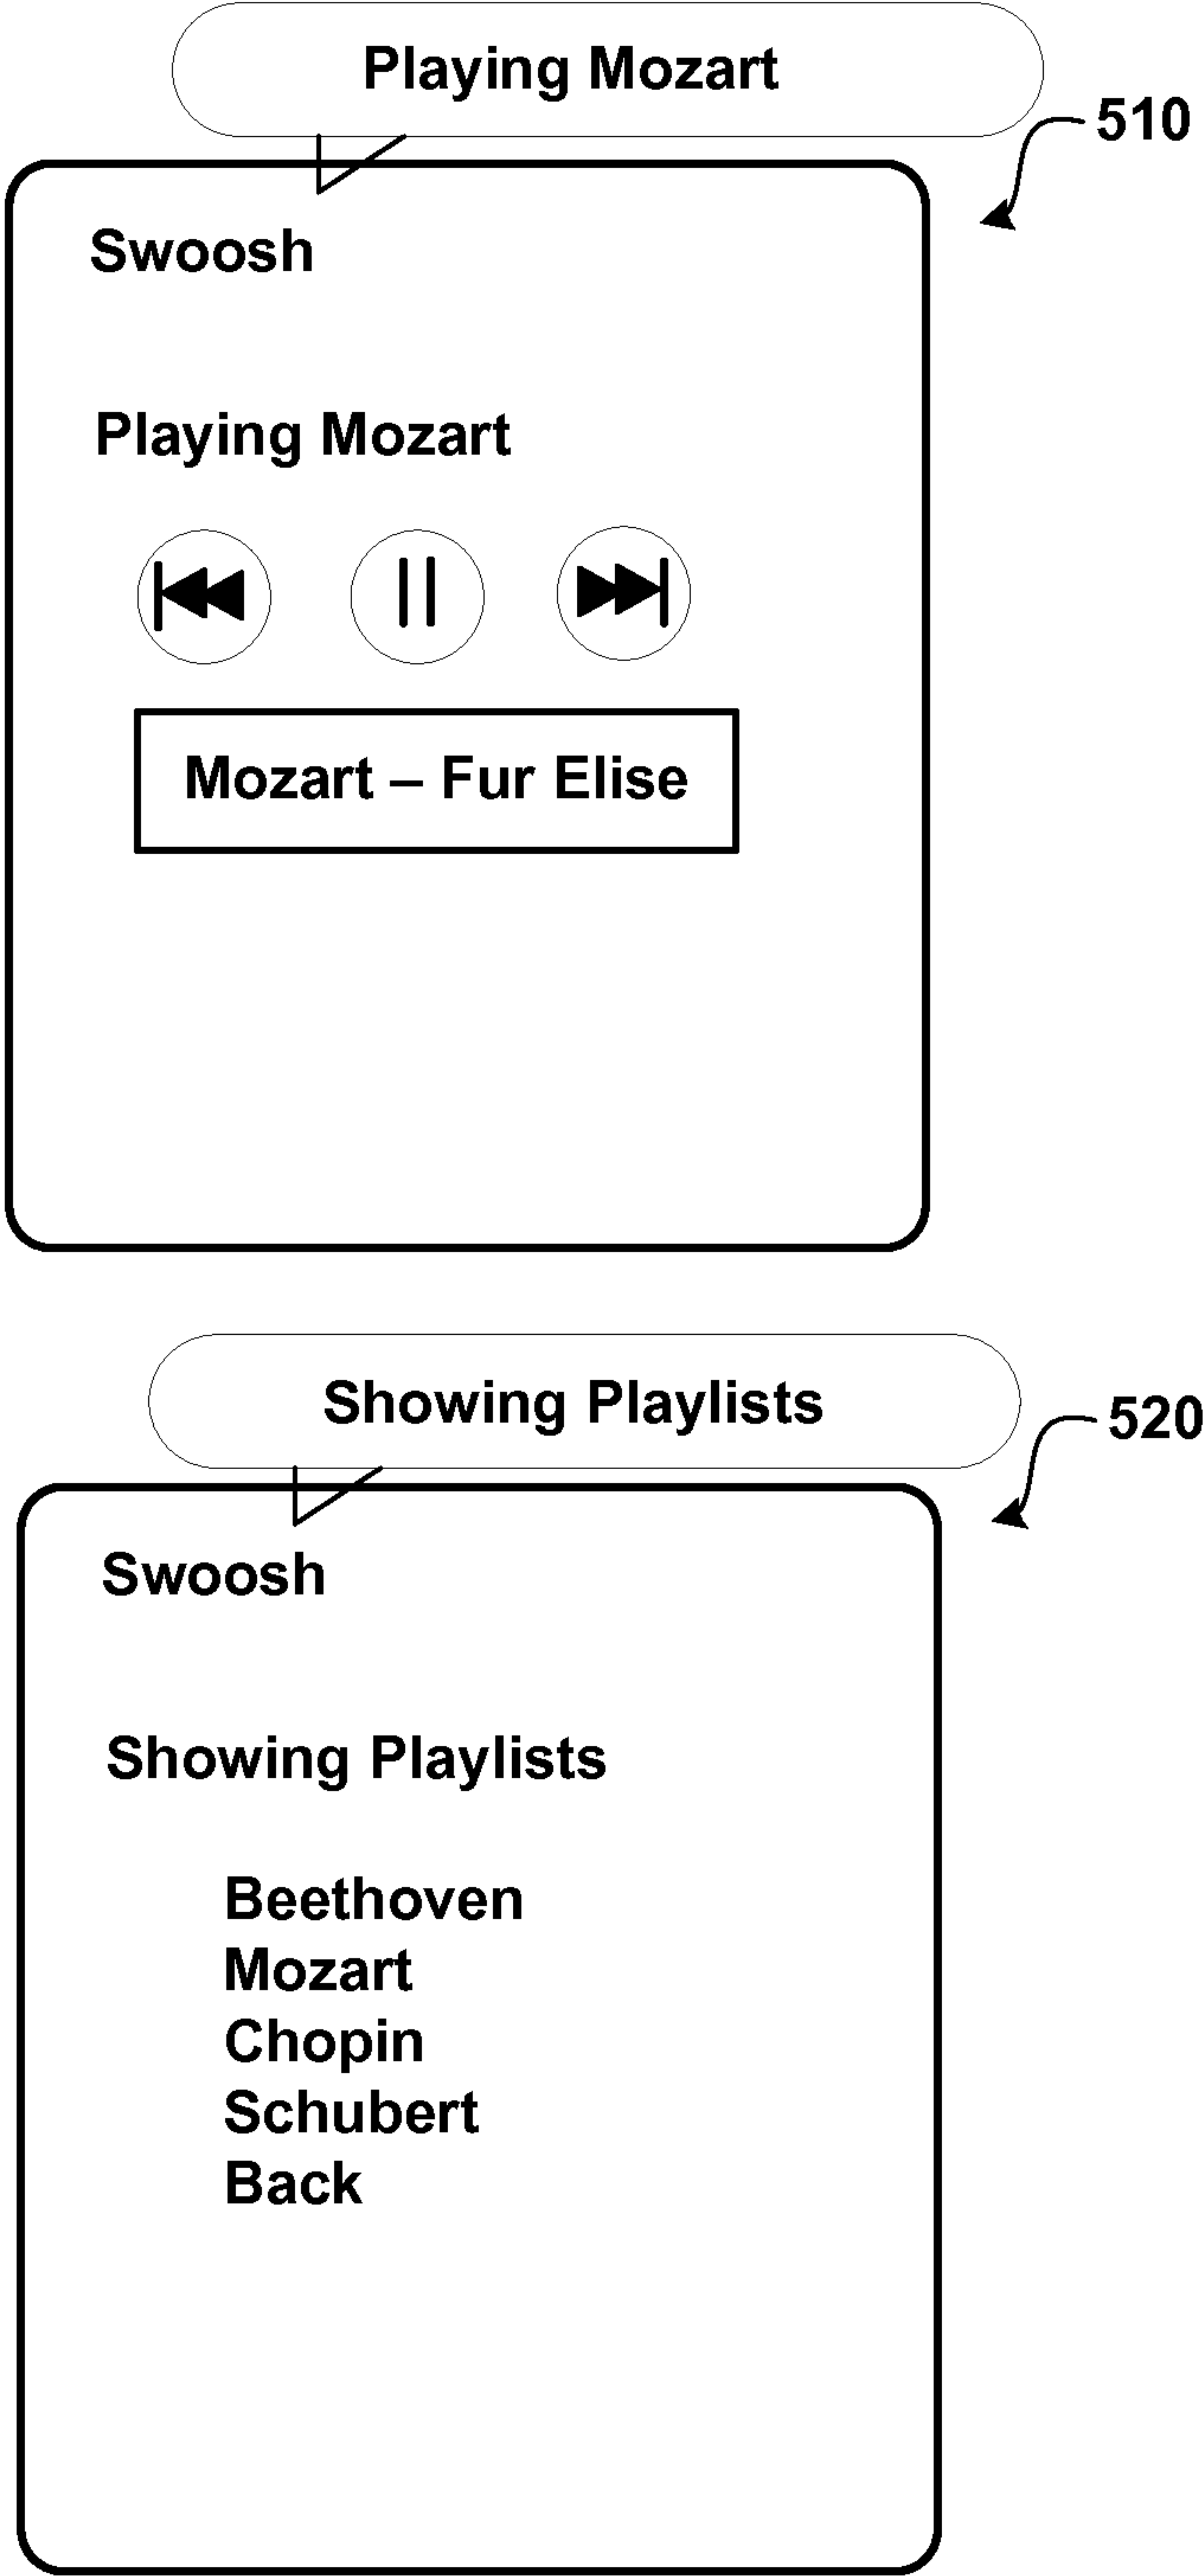 Playing Mozart
510
Swoosh
Playing Mozart
Mozart – Fur Elise
Showing Playlists
520
Swoosh
Showing Playlists
Beethoven
Mozart
Chopin
Schubert
Back